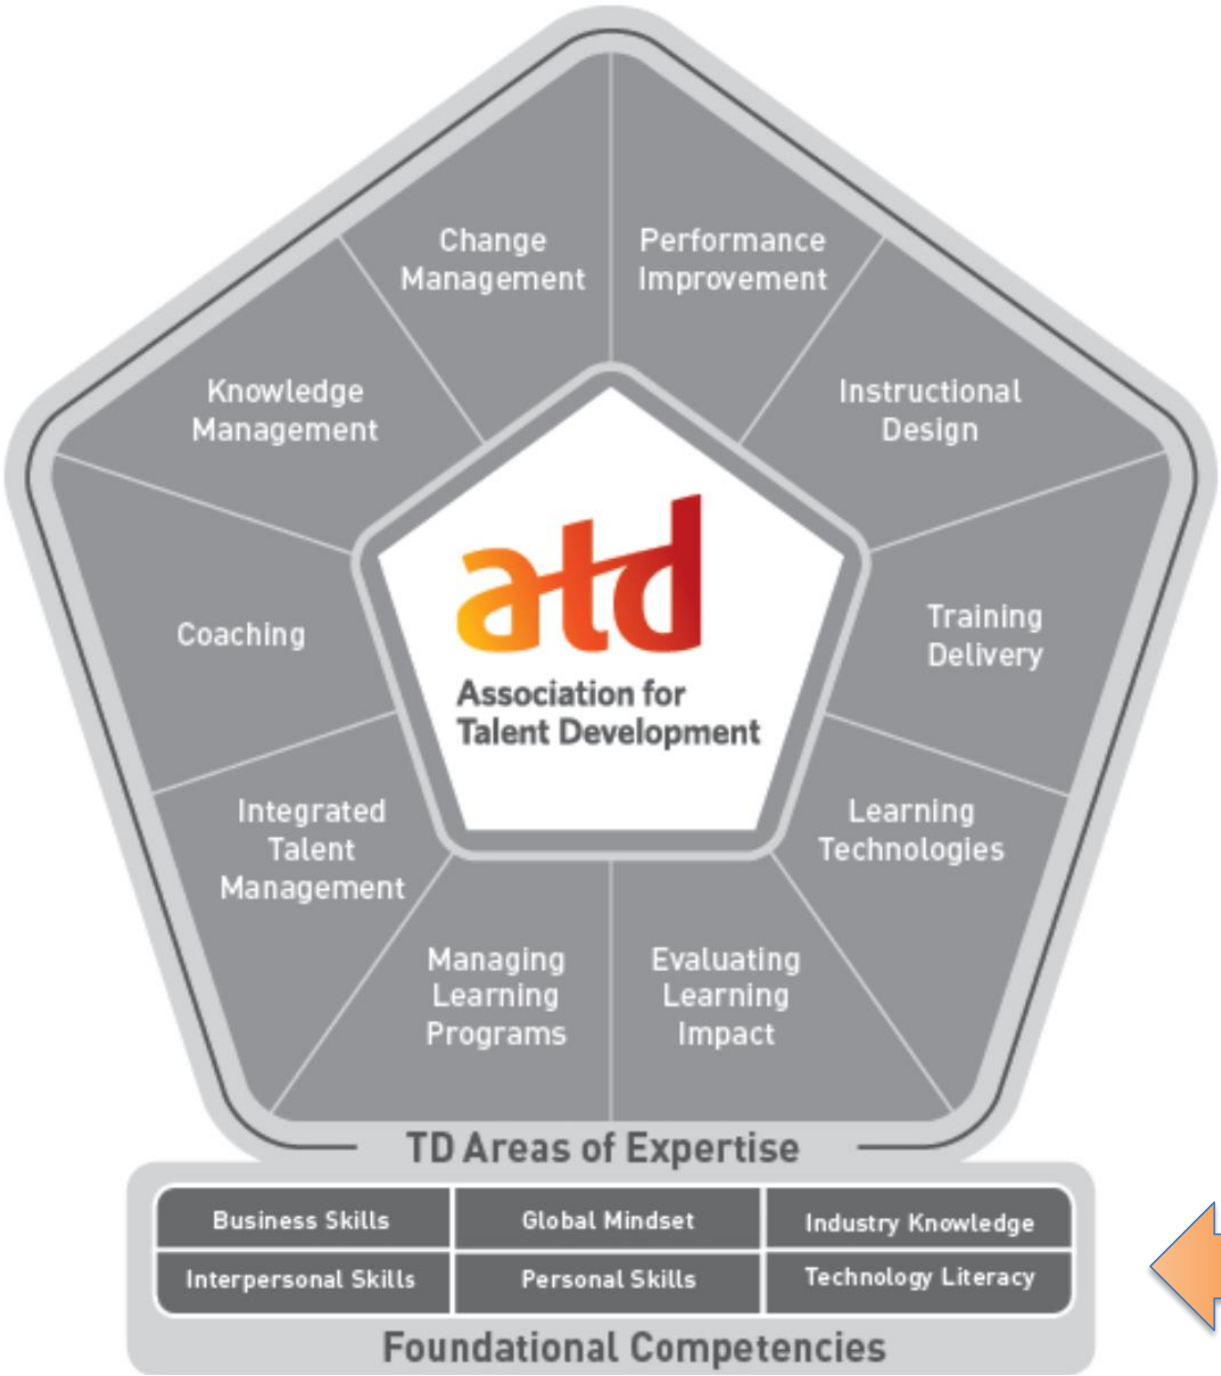 Change
Management
Performance
Improvement
Knowledge
Management
Instructional
Design
Coaching
Training
Delivery
atd
Association for
Talent Development
Integrated
Talent
Management
Learning
Technologies
Managing
Learning
Programs
Evaluating
Learning
Impact
TD Areas of Expertise
Business Skills
Global Mindset
Industry Knowledge
Interpersonal Skills
Personal Skills
Technology Literacy
Foundational Competencies